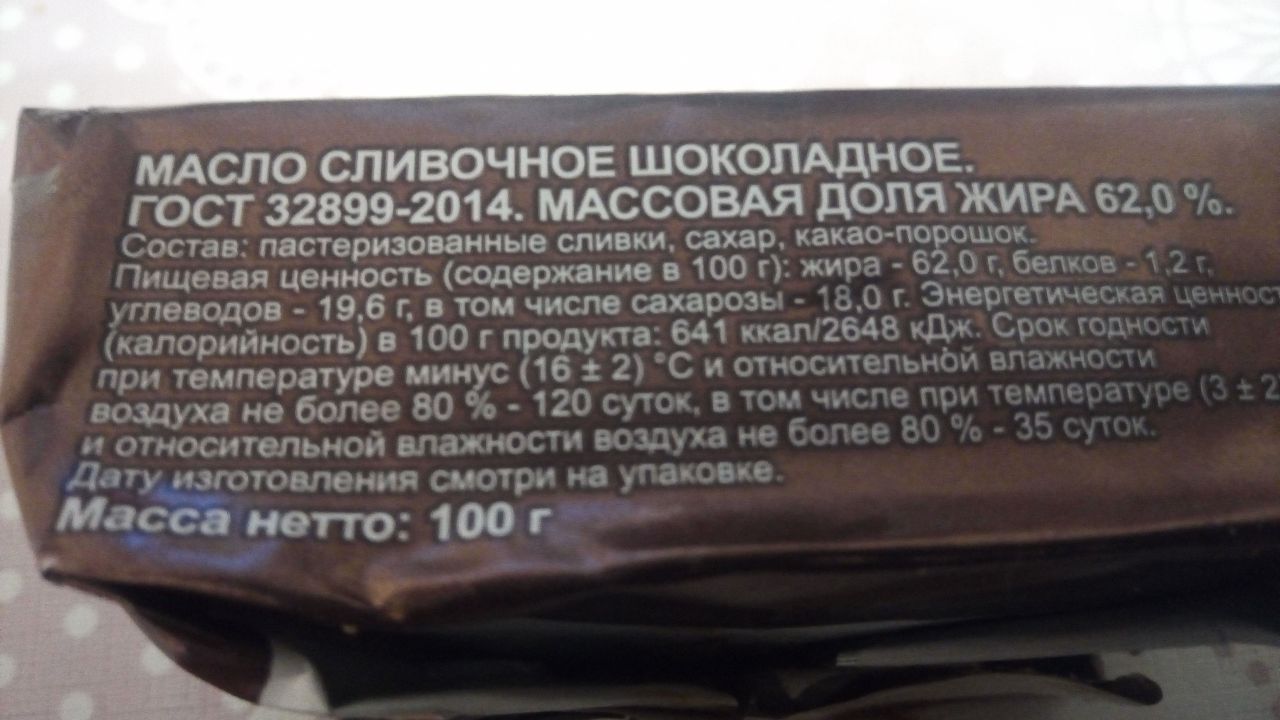 МАСЛО СЛИВОЧНОЕ ШОКОЛАДНОЕ.
ГОСТ 32899-2014. МАССОВАЯ ДОЛЯ ЖИРА 62,0 %.
Состав: пастеризованные сливки, сахар, какао-порошок.
Пищевая ценность (содержание в 100 г): жира - 62,0 г, белков - 1,2 г,
углеводов - 19,6 г, в том числе сахарозы - 18,0 г. Энергетическая ценност
(калорийность) в 100 г продукта: 641 ккал/2648 кДж. Срок годности
при температуре минус (16 ± 2) °С и относительной влажности
воздуха не более 80 % - 120 суток, в том числе при температуре (3 ± 2
и относительной влажности воздуха не более 80 % - 35 суток.
Дату изготовления смотри на упаковке.
Масса нетто: 100 г